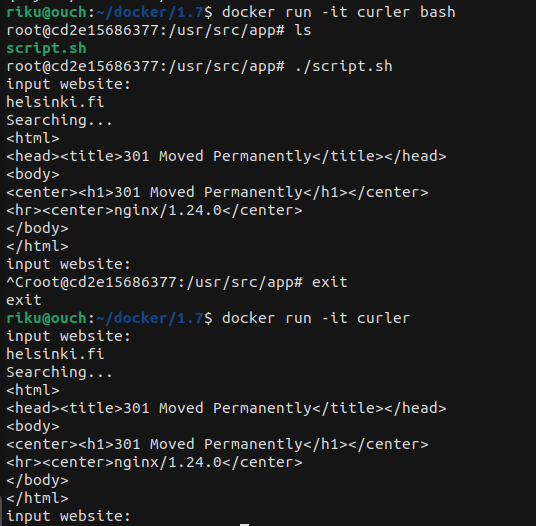 riku@ouch:~/docker/1.7$ docker run -it curler bash
root@cd2e15686377:/usr/src/app# ls
script.sh
root@cd2e15686377:/usr/src/app# ./script.sh
input website:
helsinki.fi
Searching...
<html>
<head><title>301 Moved Permanently</title></head>
<body>
<center><h1>301 Moved Permanently</h1></center>
<hr><center>nginx/1.24.0</center>
</body>
</html>
input website:
^Croot@cd2e15686377:/usr/src/app# exit
exit
riku@ouch:~/docker/1.7$ docker run -it curler
input website:
helsinki.fi
Searching...
<html>
<head><title>301 Moved Permanently</title></head>
<body>
<center><h1>301 Moved Permanently</h1></center>
<hr><center>nginx/1.24.0</center>
</body>
</html>
input website: